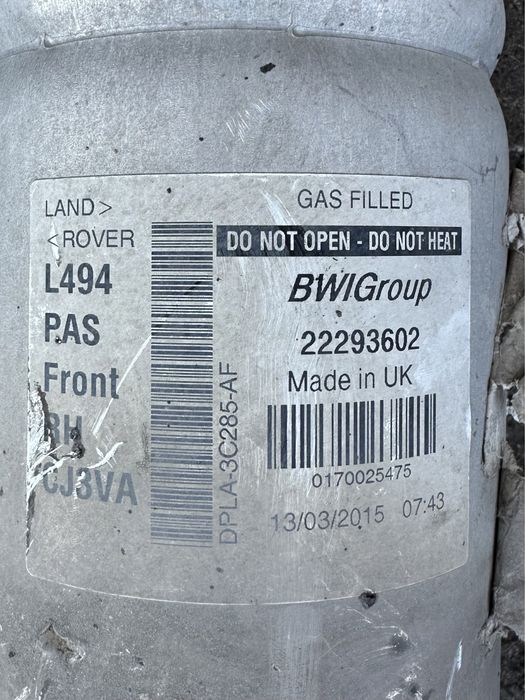 LAND >
< ROVER
L494
PAS
Front
RH
CJ3VA
DPLA-3C285-AF
GAS FILLED
DO NOT OPEN - DO NOT HEAT
BWIGroup
22293602
Made in UK
0170025475
13/03/2015 07:43